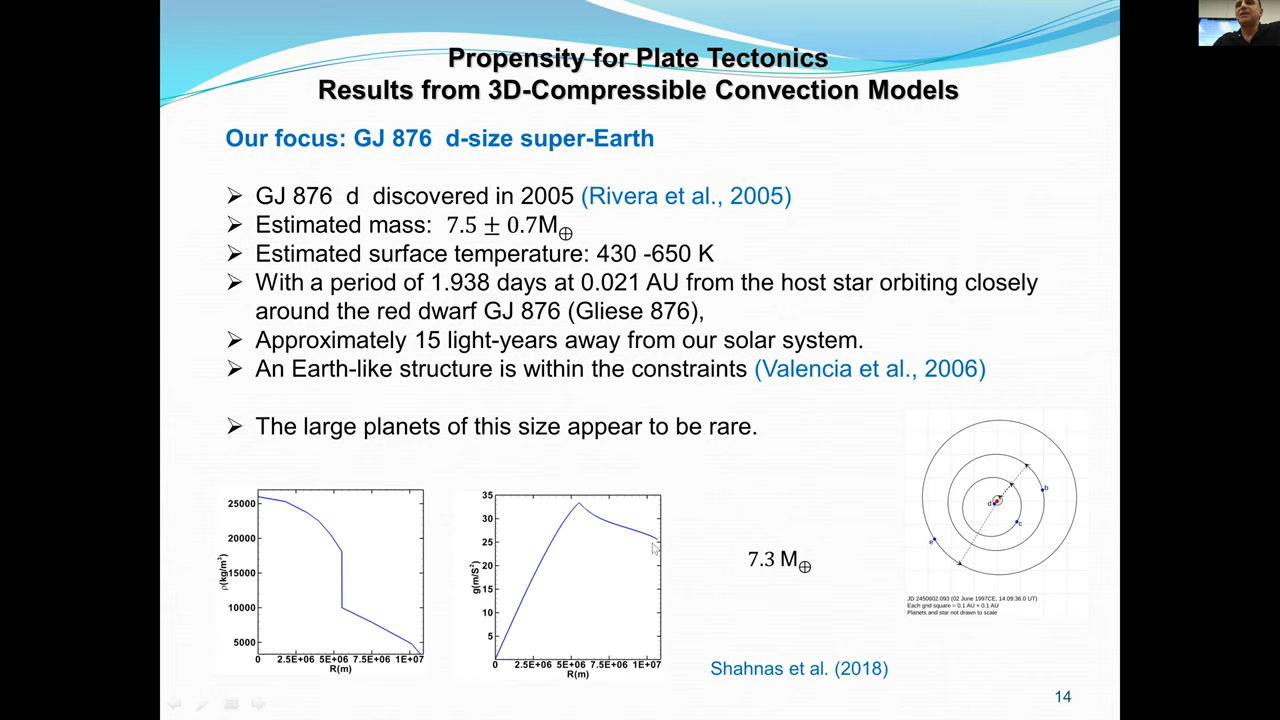 Propensity for Plate Tectonics
Results from 3D-Compressible Convection Models
Our focus: GJ 876 d-size super-Earth
➢ GJ 876 d discovered in 2005 (Rivera et al., 2005)
➢ Estimated mass: 7.5 ± 0.7M⊕
➢ Estimated surface temperature: 430 -650 K
➢ With a period of 1.938 days at 0.021 AU from the host star orbiting closely
around the red dwarf GJ 876 (Gliese 876),
➢ Approximately 15 light-years away from our solar system.
➢ An Earth-like structure is within the constraints (Valencia et al., 2006)
➢ The large planets of this size appear to be rare.
25000
20000
15000
10000
5000
ρ(kg/m³)
0 2.5E+06 5E+06 7.5E+06 1E+07
R(m)
35
30
25
20
15
10
5
g(m/S²)
0 2.5E+06 5E+06 7.5E+06 1E+07
R(m)
7.3 M⊕
b
d
c
e
JD 2450602.093 (02 June 1997CE, 14:09:36.0 UT)
Each grid square = 0.1 AU × 0.1 AU
Planets and star not drawn to scale
Shahnas et al. (2018)
14